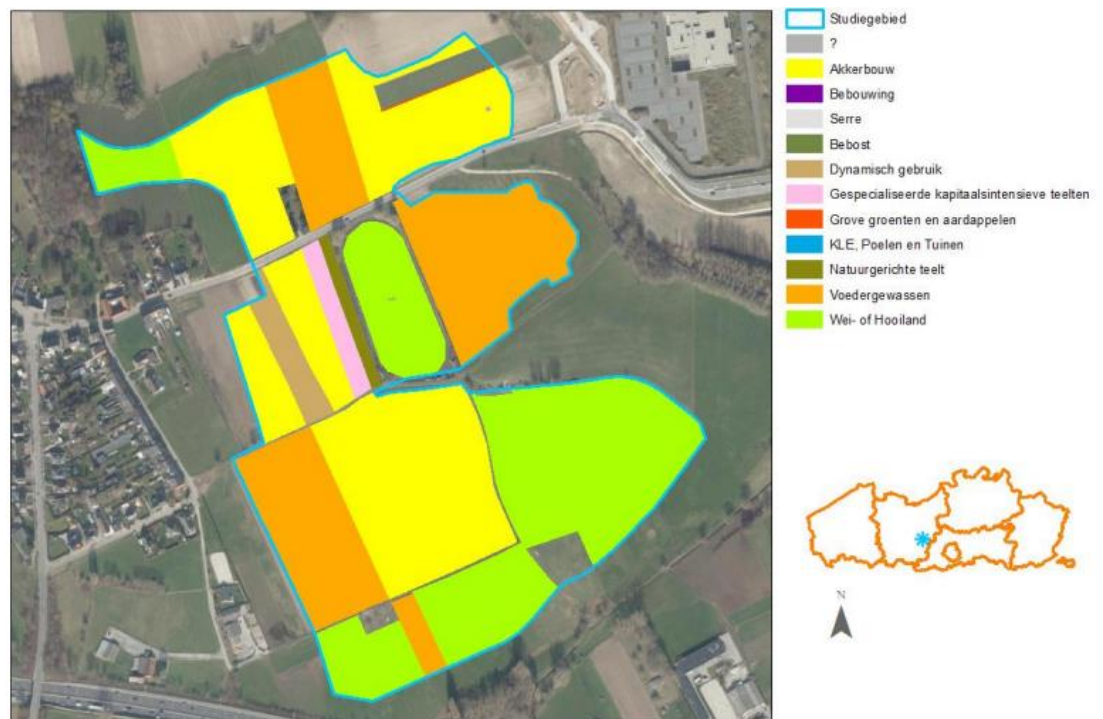 Studiegebied
?
Akkerbouw
Bebouwing
Serre
Bebost
Dynamisch gebruik
Gespecialiseerde kapitaalsintensieve teelten
Grove groenten en aardappelen
KLE, Poelen en Tuinen
Natuurgerichte teelt
Voedergewassen
Wei- of Hooiland
N